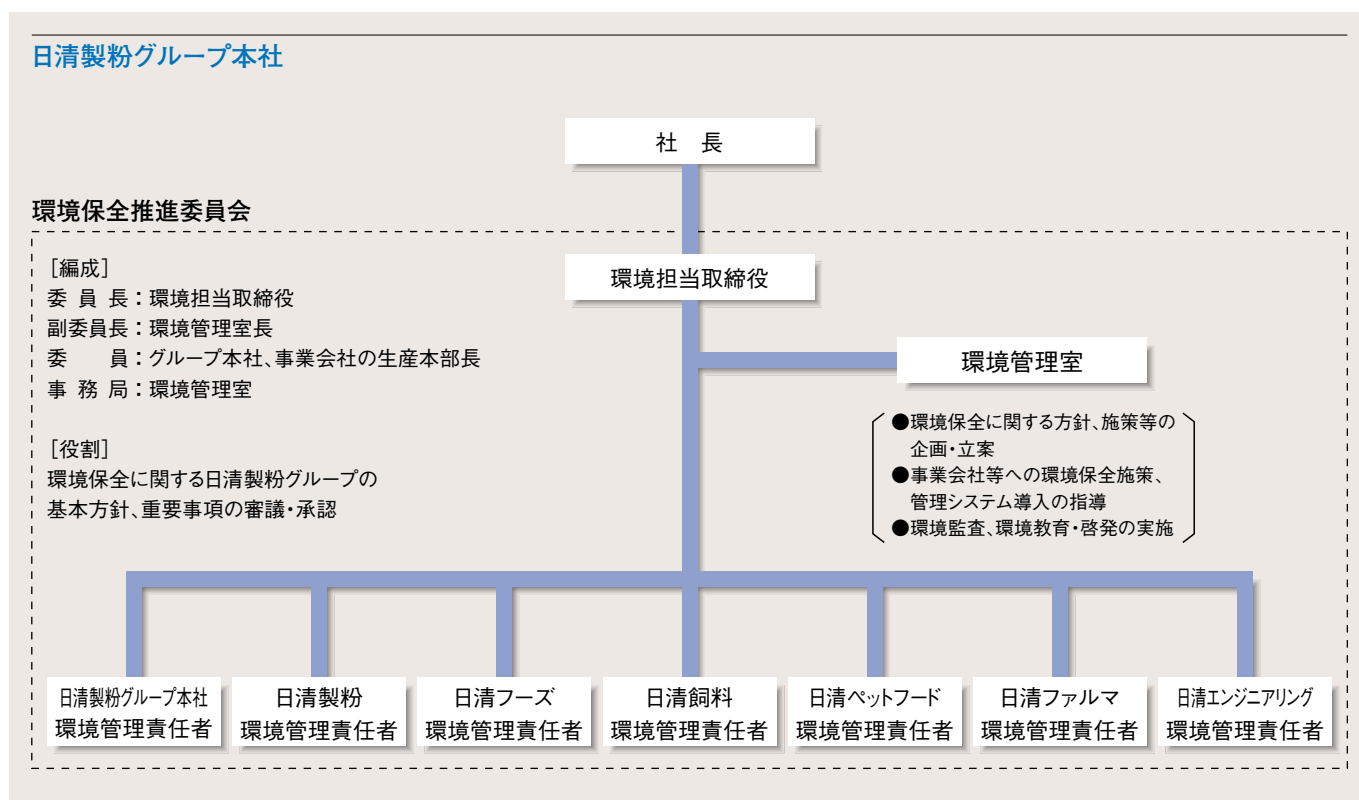 日清製粉グループ本社
社 長
環境保全推進委員会
［編成］
委 員 長：環境担当取締役
副委員長：環境管理室長
委　　員：グループ本社、事業会社の生産本部長
事 務 局：環境管理室
［役割］
環境保全に関する日清製粉グループの
基本方針、重要事項の審議・承認
環境担当取締役
環境管理室
●環境保全に関する方針、施策等の
企画・立案
●事業会社等への環境保全施策、
管理システム導入の指導
●環境監査、環境教育・啓発の実施
日清製粉グループ本社
環境管理責任者
日清製粉
環境管理責任者
日清フーズ
環境管理責任者
日清飼料
環境管理責任者
日清ペットフード
環境管理責任者
日清ファルマ
環境管理責任者
日清エンジニアリング
環境管理責任者